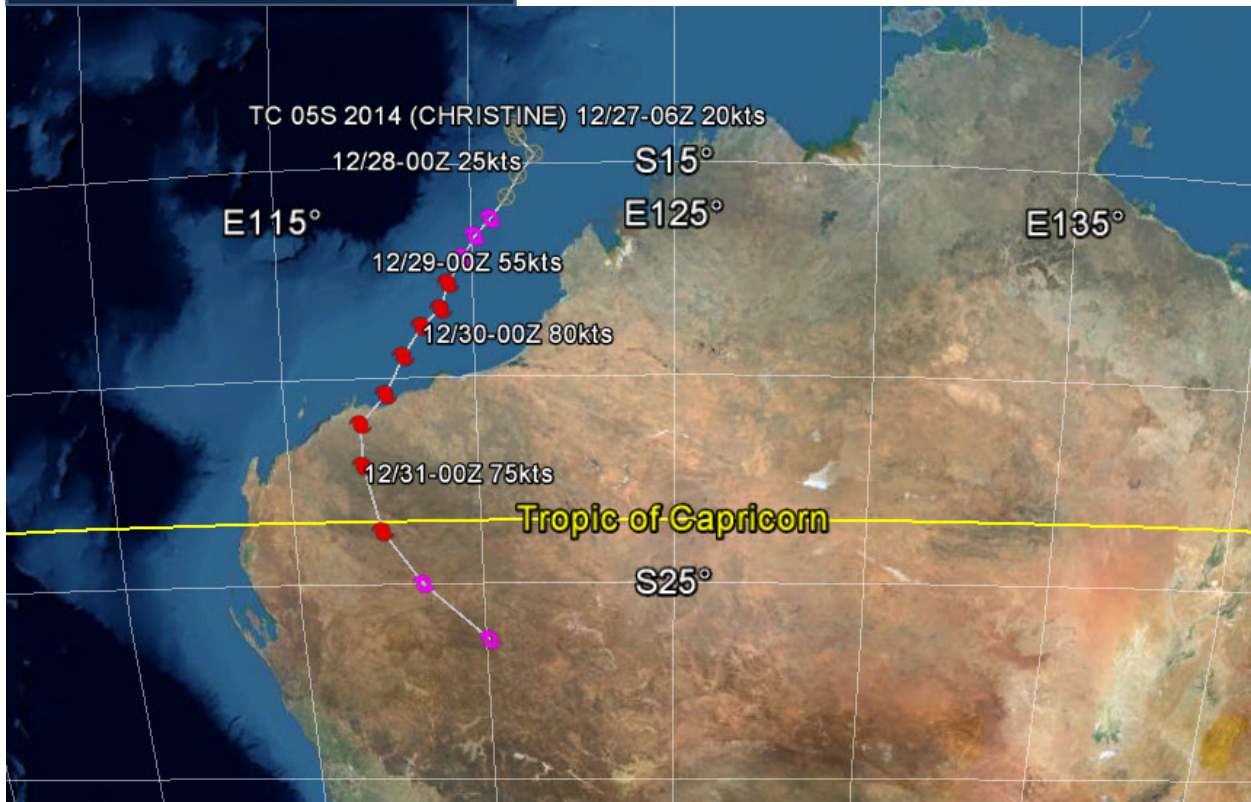 TC 05S 2014 (CHRISTINE) 12/27-06Z 20kts
12/28-00Z 25kts
S15°
E115°
E125°
E135°
12/29-00Z 55kts
12/30-00Z 80kts
12/31-00Z 75kts
Tropic of Capricorn
S25°